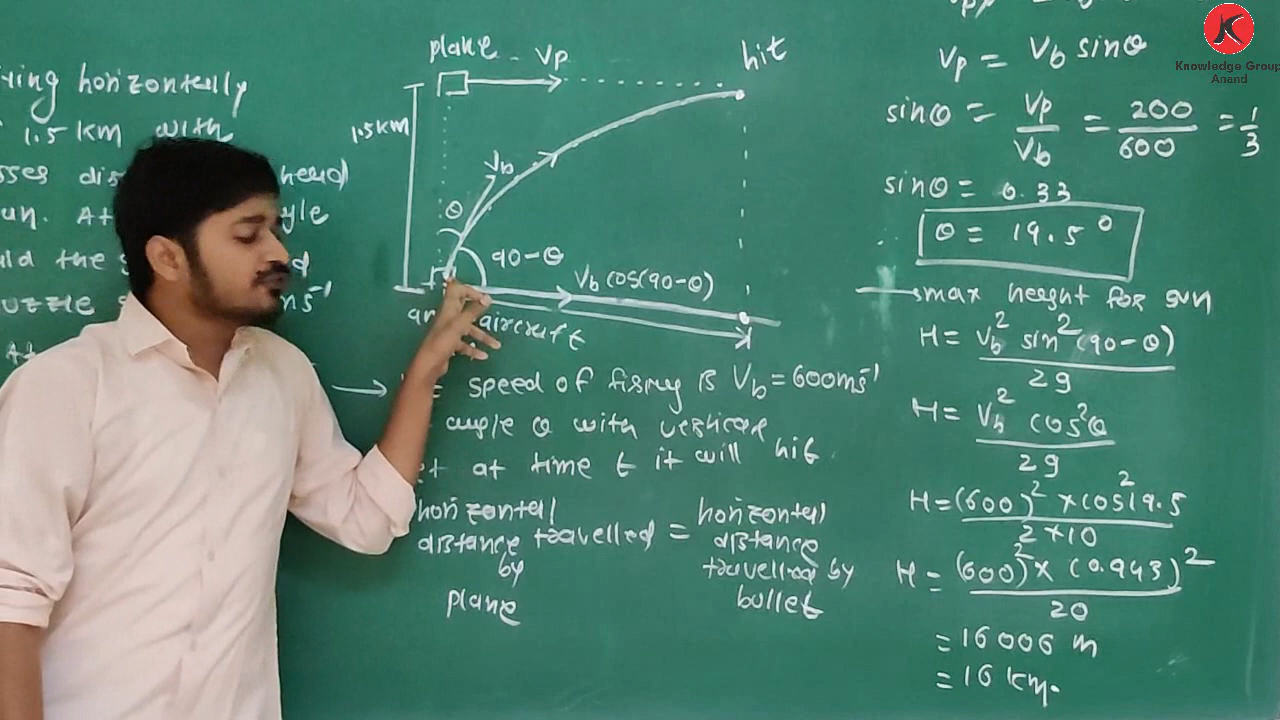 horizontally
1.5 KM with
plane
Vp
hit
1.5KM
Vb
θ
90-θ
Vb cos(90-θ)
aircraft
speed of firing is Vb = 600ms⁻¹
angle θ with vertical
at time t it will hit.
horizontal
distance travelled
by
plane
=
horizontal
distance
travelled by
bullet
Vp = Vb sinθ
sinθ = Vp/Vb = 200/600 = 1/3
sinθ = 0.33
θ = 19.5°
→ max height for gun
H = Vb² sin²(90-θ)/2g
H = Vb² cos²θ/2g
H = (600)² × cos²19.5/2×10
H = (600)² × (0.943)²/20
= 16006 m
= 16 km.
K
Knowledge Group
Anand